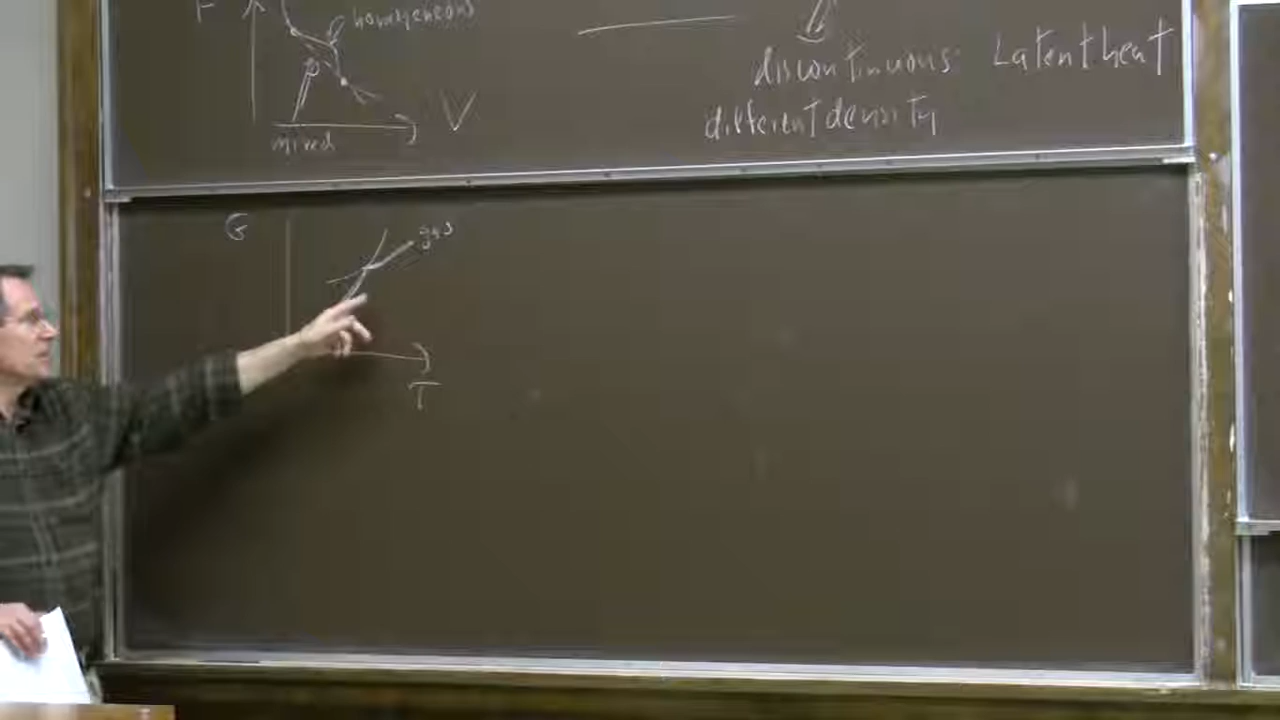 F
homogeneous
V
mixed
discontinuous: Latent heat
different density
G
gas
T